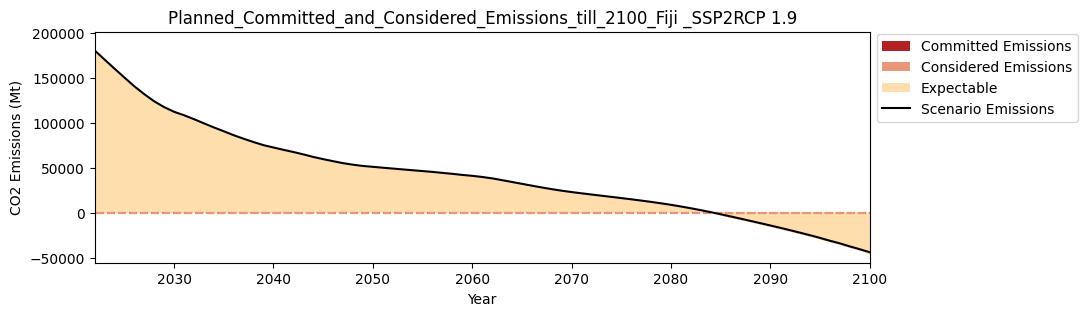 Planned_Committed_and_Considered_Emissions_till_2100_Fiji _SSP2RCP 1.9
200000
150000
100000
50000
0
−50000
CO2 Emissions (Mt)
2030 2040 2050 2060 2070 2080 2090 2100
Year
Committed Emissions
Considered Emissions
Expectable
Scenario Emissions